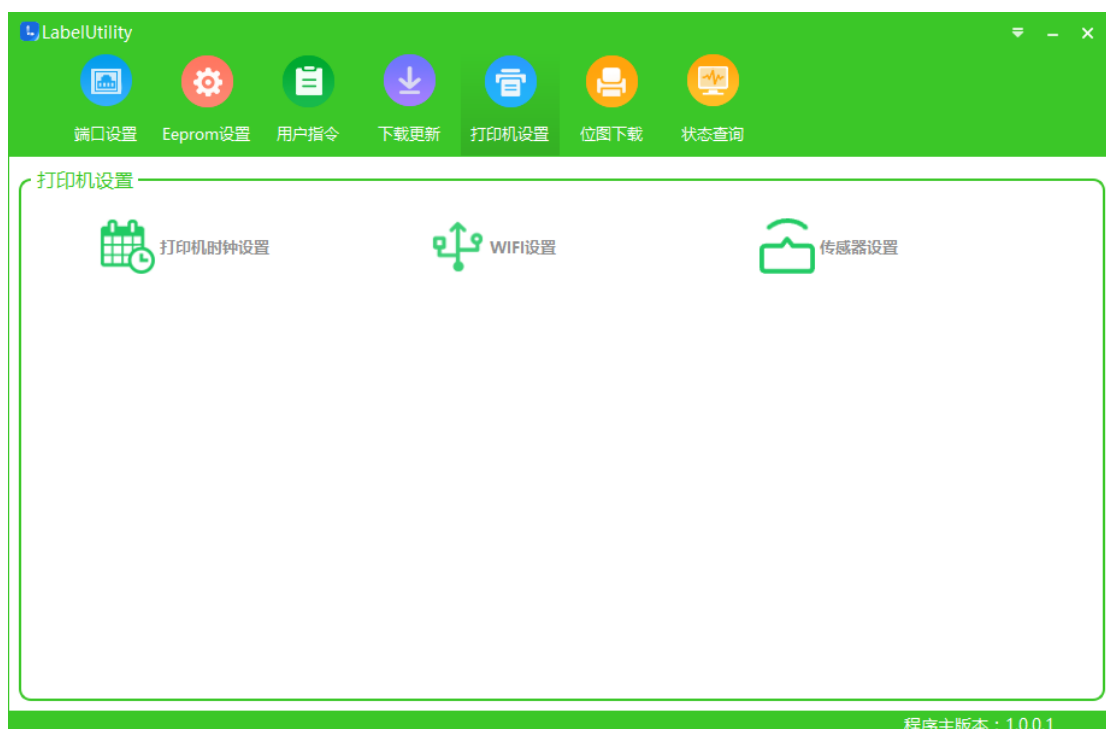 LabelUtility
端口设置 Eeprom设置 用户指令 下载更新 打印机设置 位图下载 状态查询
打印机设置
打印机时钟设置 WIFI设置 传感器设置
程序主版本：1.0.0.1